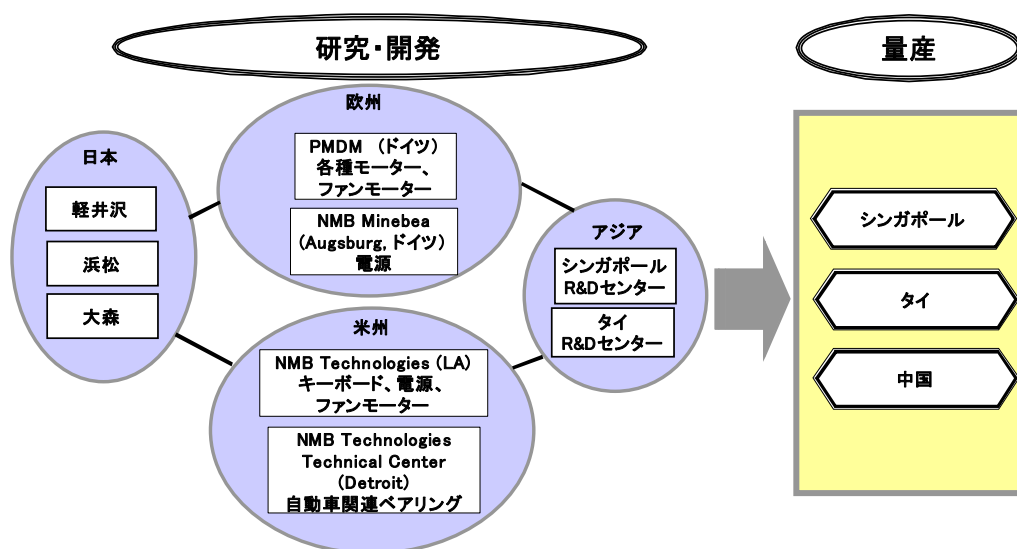 研究・開発
量産
日本
軽井沢
浜松
大森
欧州
PMDM （ドイツ）
各種モーター、
ファンモーター
NMB Minebea
(Augsburg, ドイツ)
電源
米州
NMB Technologies (LA)
キーボード、電源、
ファンモーター
NMB Technologies
Technical Center
(Detroit)
自動車関連ベアリング
アジア
シンガポール
R&Dセンター
タイ
R&Dセンター
シンガポール
タイ
中国